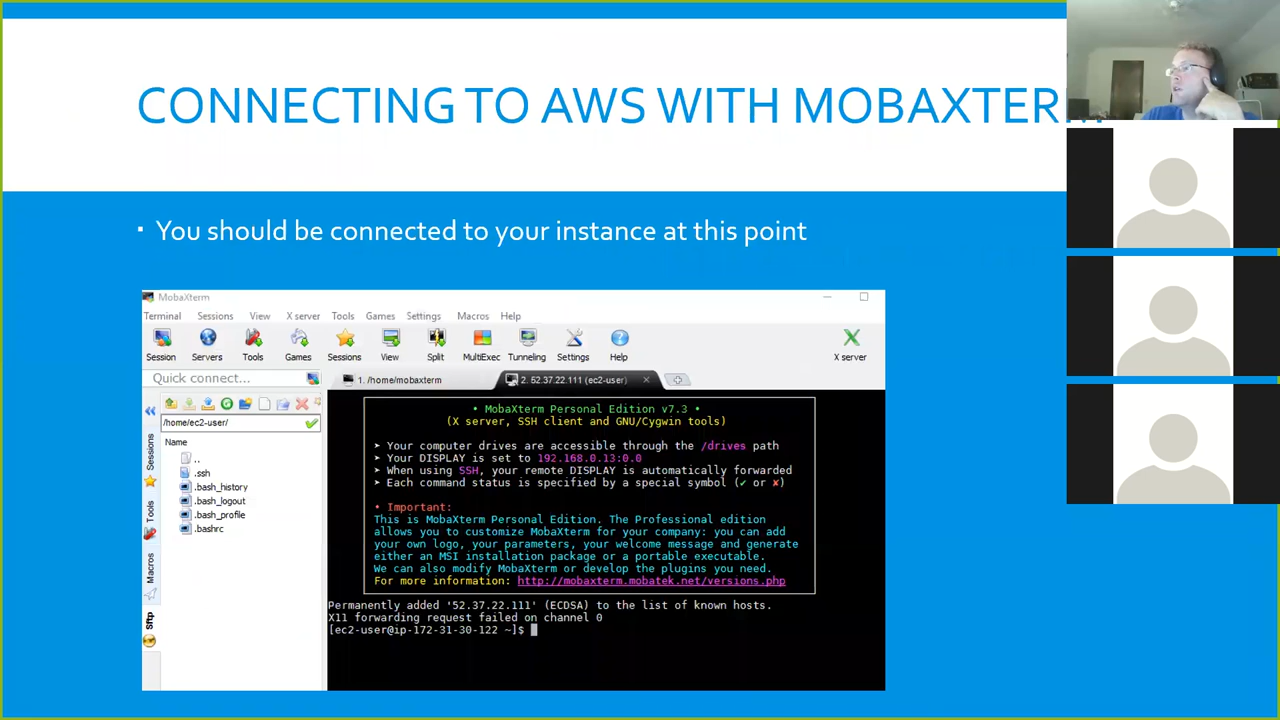 CONNECTING TO AWS WITH MOBAXTERM
▪ You should be connected to your instance at this point
MobaXterm
Terminal Sessions View X server Tools Games Settings Macros Help
Session Servers Tools Games Sessions View Split MultiExec Tunneling Settings Help X server
Quick connect...
1. /home/mobaxterm
2. 52.37.22.111 (ec2-user)
/home/ec2-user/
Name
..
.ssh
.bash_history
.bash_logout
.bash_profile
.bashrc
Sessions
Tools
Macros
Sftp
• MobaXterm Personal Edition v7.3 •
(X server, SSH client and GNU/Cygwin tools)
➤ Your computer drives are accessible through the /drives path
➤ Your DISPLAY is set to 192.168.0.13:0.0
➤ When using SSH, your remote DISPLAY is automatically forwarded
➤ Each command status is specified by a special symbol (✔ or ✘)
• Important:
This is MobaXterm Personal Edition. The Professional edition
allows you to customize MobaXterm for your company: you can add
your own logo, your parameters, your welcome message and generate
either an MSI installation package or a portable executable.
We can also modify MobaXterm or develop the plugins you need.
For more information: http://mobaxterm.mobatek.net/versions.php
Permanently added '52.37.22.111' (ECDSA) to the list of known hosts.
X11 forwarding request failed on channel 0
[ec2-user@ip-172-31-30-122 ~]$